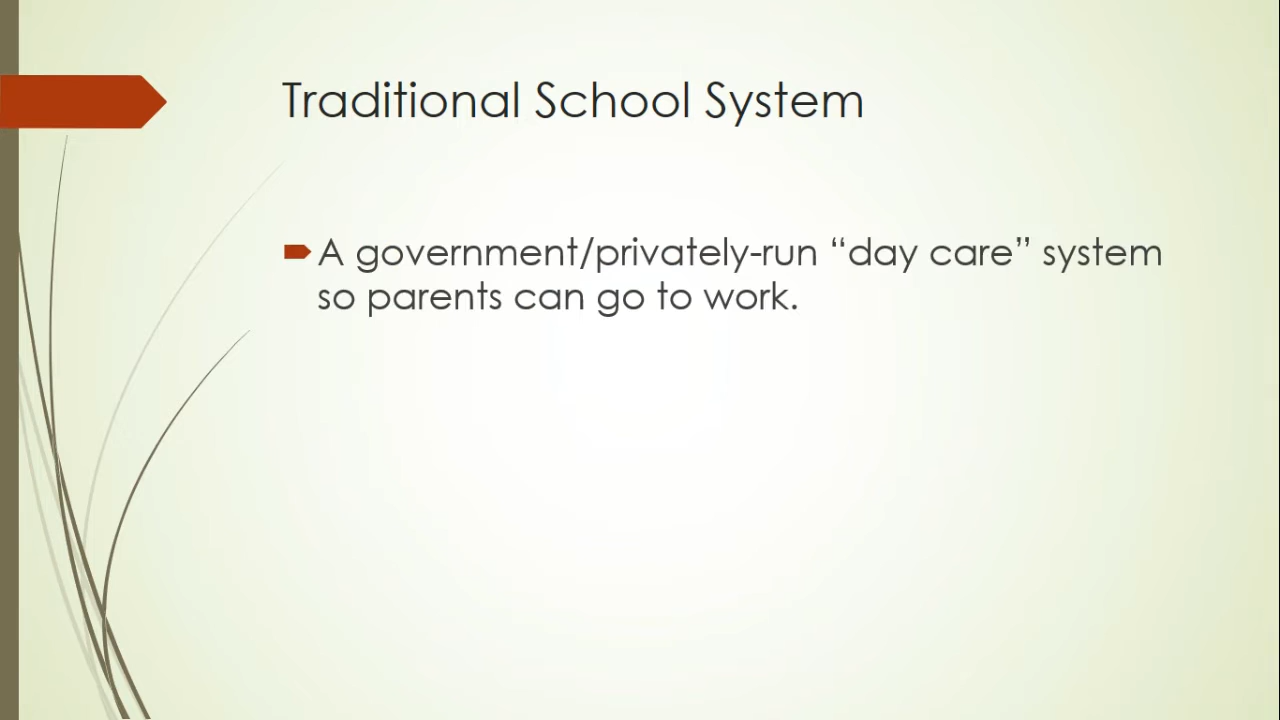 Traditional School System
A government/privately-run “day care” system
so parents can go to work.